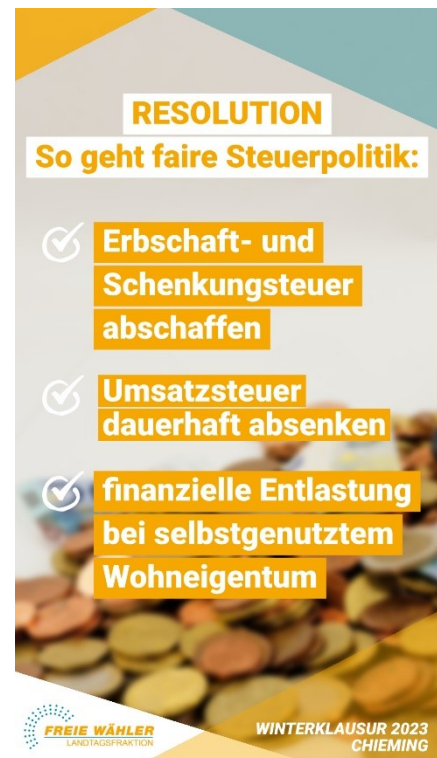 RESOLUTION
So geht faire Steuerpolitik:
Erbschaft- und
Schenkungsteuer
abschaffen
Umsatzsteuer
dauerhaft absenken
finanzielle Entlastung
bei selbstgenutztem
Wohneigentum
FREIE WÄHLER
LANDTAGSFRAKTION
WINTERKLAUSUR 2023
CHIEMING